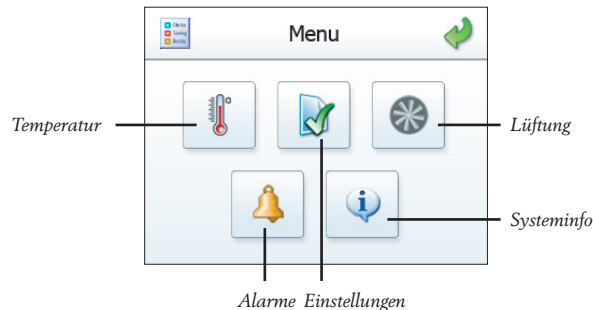 Menu
Temperatur
Lüftung
Systeminfo
Alarme Einstellungen